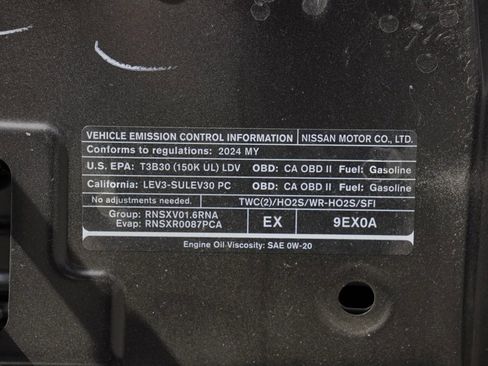 VEHICLE EMISSION CONTROL INFORMATION NISSAN MOTOR CO., LTD.
Conforms to regulations: 2024 MY
U.S. EPA: T3B30 (150K UL) LDV OBD: CA OBD II Fuel: Gasoline
California: LEV3-SULEV30 PC OBD: CA OBD II Fuel: Gasoline
No adjustments needed. TWC(2)/HO2S/WR-HO2S/SFI
Group: RNSXV01.6RNA EX 9EX0A
Evap: RNSXR0087PCA
Engine Oil Viscosity: SAE 0W-20